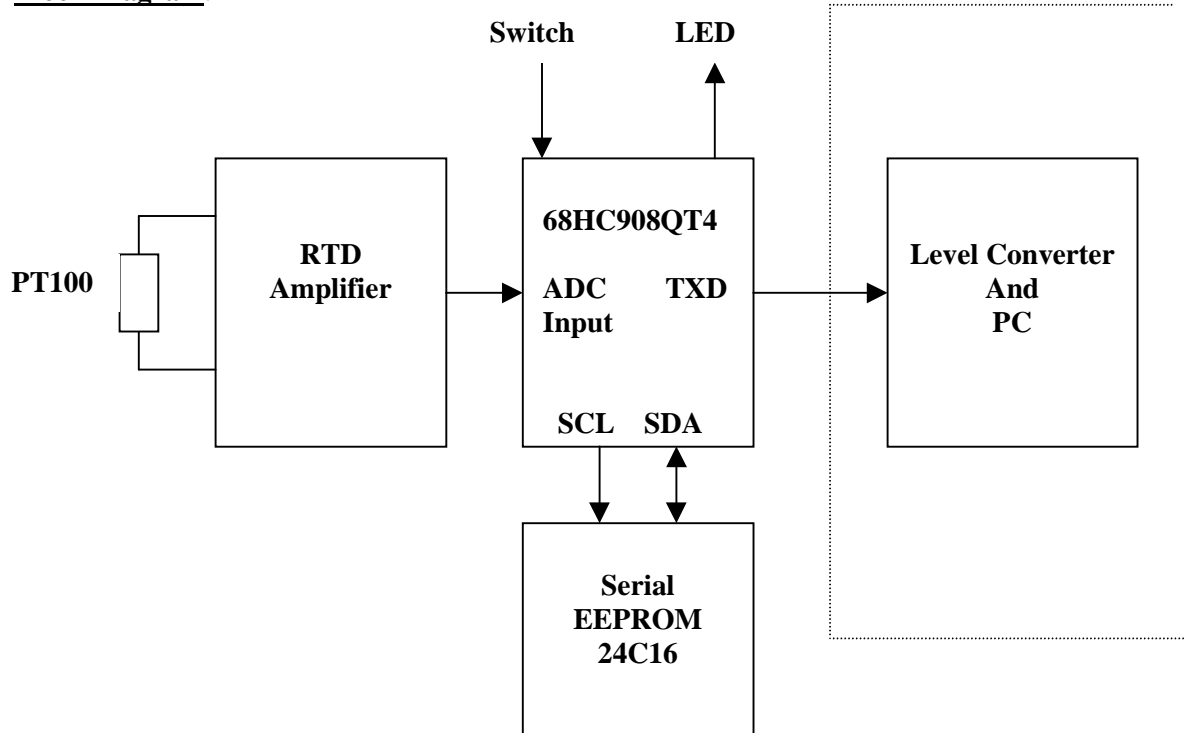 Switch
LED
68HC908QT4
RTD
Amplifier
PT100
ADC
Input
TXD
Level Converter
And
PC
SCL
SDA
Serial
EEPROM
24C16